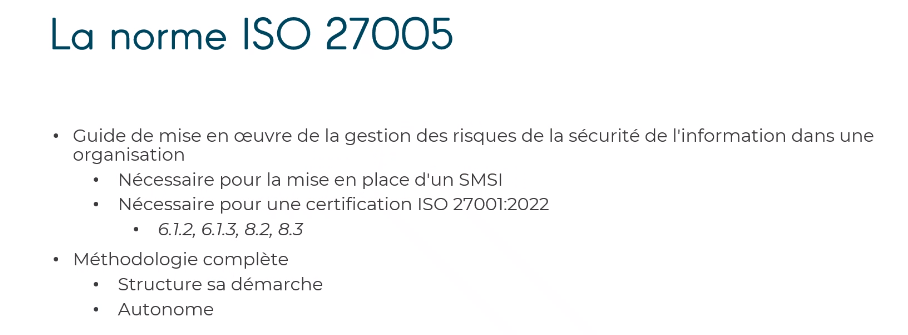 La norme ISO 27005
• Guide de mise en œuvre de la gestion des risques de la sécurité de l'information dans une
organisation
• Nécessaire pour la mise en place d'un SMSI
• Nécessaire pour une certification ISO 27001:2022
• 6.1.2, 6.1.3, 8.2, 8.3
• Méthodologie complète
• Structure sa démarche
• Autonome